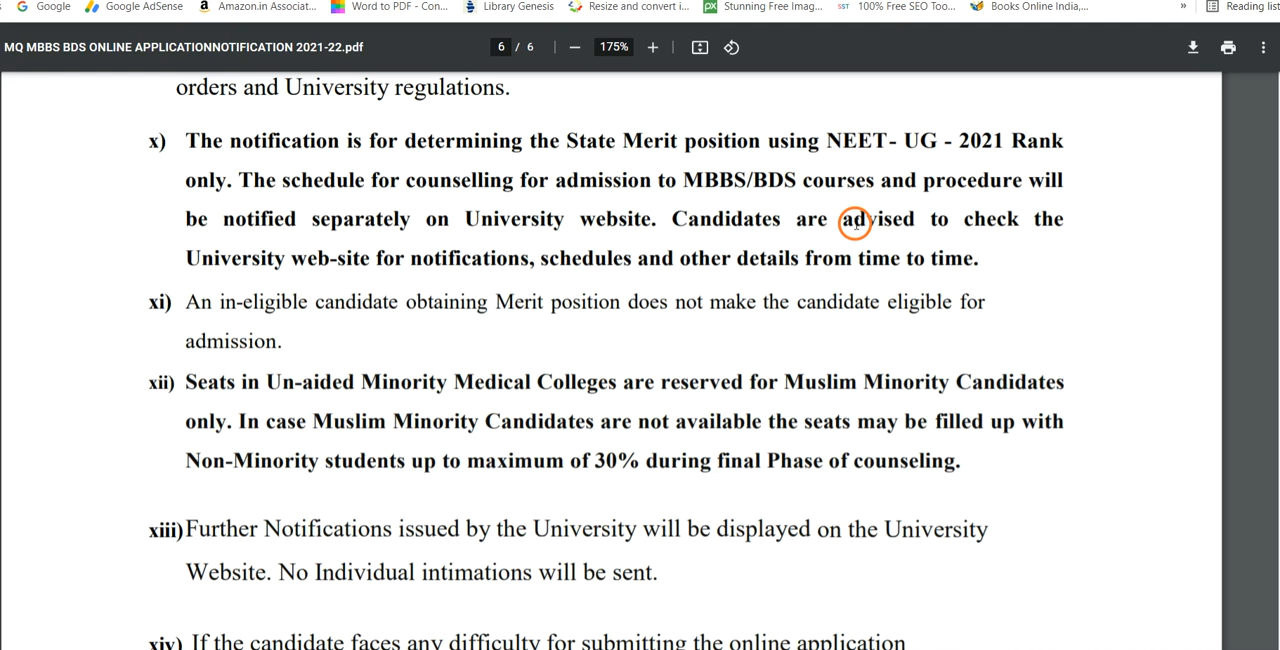 Google Google AdSense Amazon.in Associat... Word to PDF - Con... Library Genesis Resize and convert i... Stunning Free Imag... 100% Free SEO Too... Books Online India,... » Reading list
MQ MBBS BDS ONLINE APPLICATIONNOTIFICATION 2021-22.pdf 6 / 6 175%
orders and University regulations.
x) The notification is for determining the State Merit position using NEET- UG - 2021 Rank
only. The schedule for counselling for admission to MBBS/BDS courses and procedure will
be notified separately on University website. Candidates are advised to check the
University web-site for notifications, schedules and other details from time to time.
xi) An in-eligible candidate obtaining Merit position does not make the candidate eligible for
admission.
xii) Seats in Un-aided Minority Medical Colleges are reserved for Muslim Minority Candidates
only. In case Muslim Minority Candidates are not available the seats may be filled up with
Non-Minority students up to maximum of 30% during final Phase of counseling.
xiii) Further Notifications issued by the University will be displayed on the University
Website. No Individual intimations will be sent.
xiv) If the candidate faces any difficulty for submitting the online application